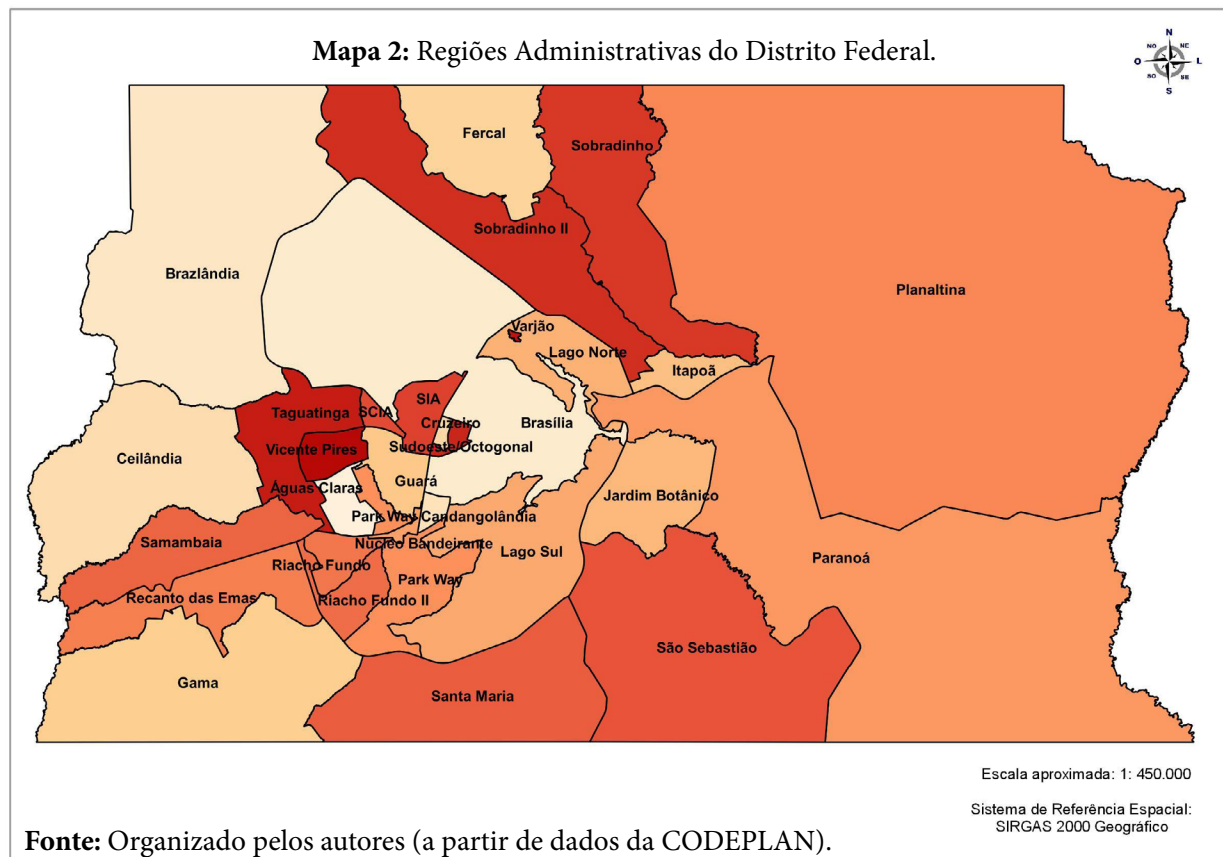 Mapa 2: Regiões Administrativas do Distrito Federal.
N
NO NE
O L
SO SE
S
Fercal
Sobradinho
Sobradinho II
Brazlândia
Planaltina
Varjão
Lago Norte
Itapoã
SIA
Taguatinga
SCIA
Cruzeiro
Brasília
Sudoeste/Octogonal
Vicente Pires
Ceilândia
Guará
Águas Claras
Jardim Botânico
Park Way
Candangolândia
Samambaia
Núcleo Bandeirante
Lago Sul
Paranoá
Riacho Fundo
Park Way
Recanto das Emas
Riacho Fundo II
São Sebastião
Gama
Santa Maria
Escala aproximada: 1: 450.000
Sistema de Referência Espacial:
SIRGAS 2000 Geográfico
Fonte: Organizado pelos autores (a partir de dados da CODEPLAN).